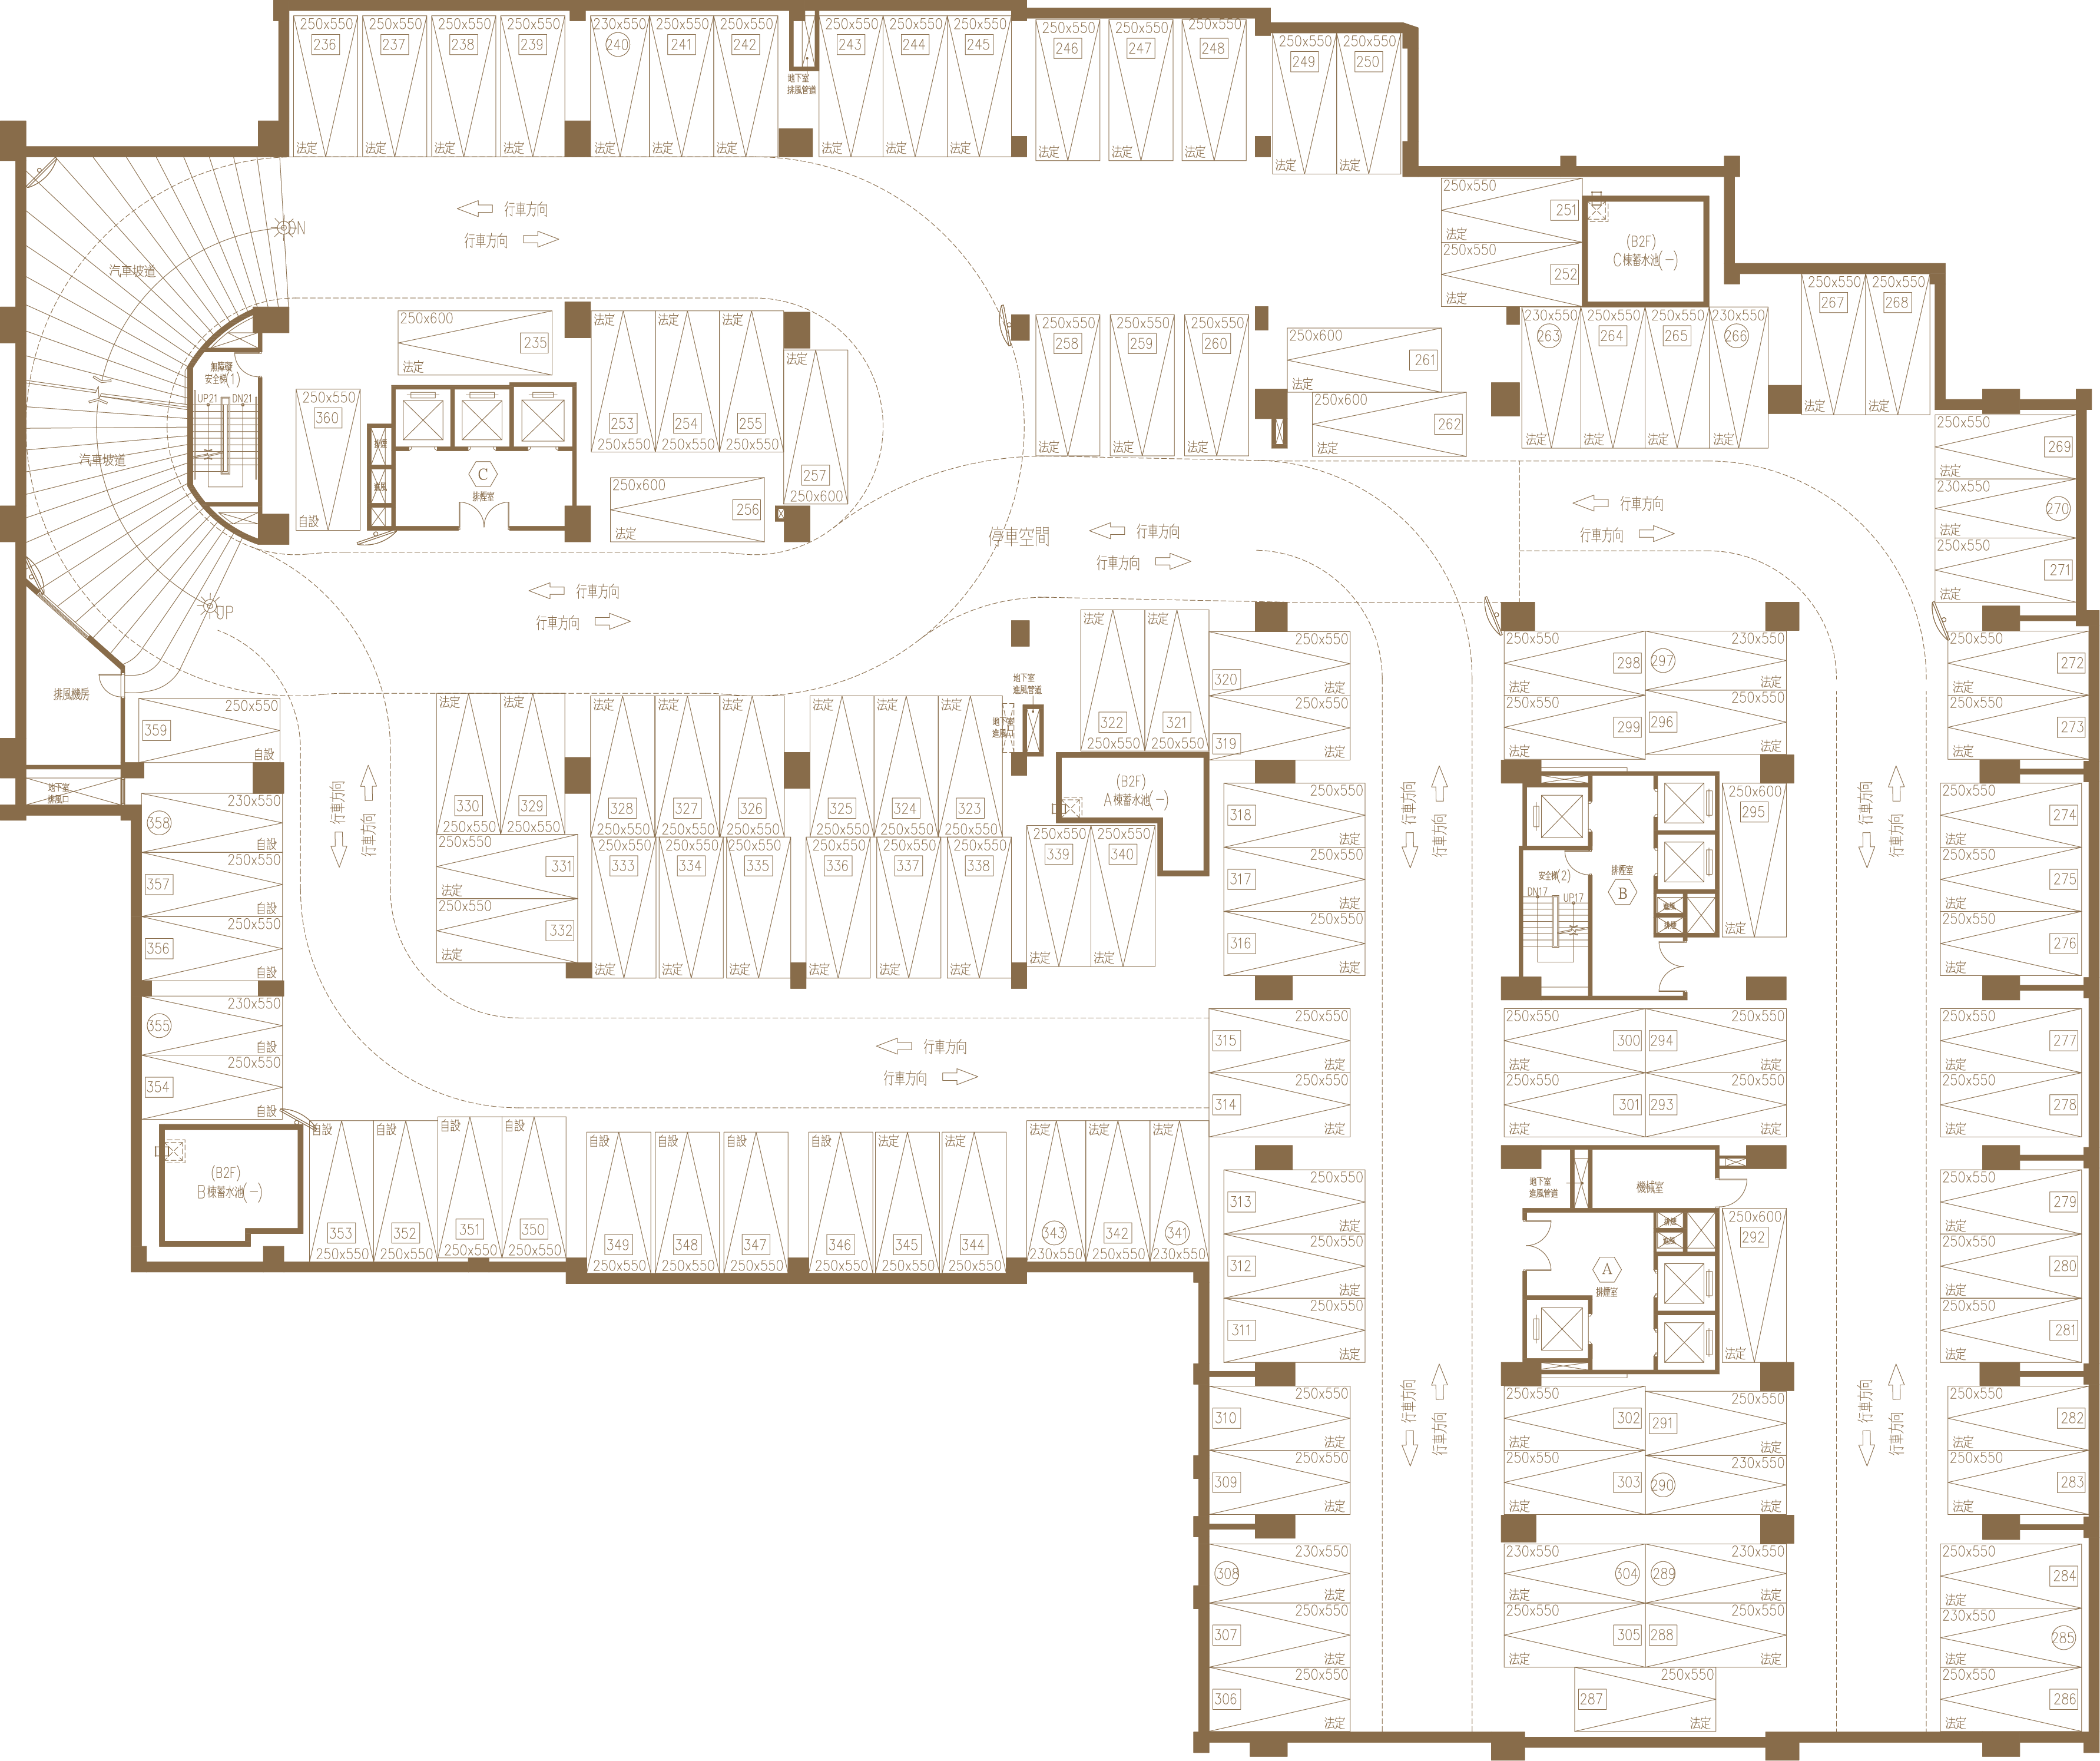 250x550 250x550 250x550 250x550 230x550 250x550 250x550 250x550 250x550 250x550 250x550 250x550 250x550 250x550 250x550
236 237 238 239 240 241 242 243 244 245 246 247 248 249 250
地下室
排風管道
法定 法定 法定 法定 法定 法定 法定 法定 法定 法定 法定 法定 法定 法定 法定
250x550
251
法定
250x550
252
法定
(B2F)
C棟蓄水池(一)
行車方向
行車方向
DN
汽車坡道
汽車坡道
無障礙
安全梯(1)
UP21 DN21
250x600
235
法定
250x550
360
自設
排煙
進風
C
排煙室
法定 法定 法定
253 254 255
250x550 250x550 250x550
法定
257
250x600
250x600
256
法定
250x550 250x550 250x550
258 259 260
法定 法定 法定
250x600
261
法定
250x600
262
法定
230x550 250x550 250x550 230x550
263 264 265 266
法定 法定 法定 法定
250x550 250x550
267 268
法定 法定
250x550
269
法定
230x550
270
法定
250x550
271
法定
停車空間
行車方向
行車方向
行車方向
行車方向
行車方向
行車方向
UP
排風機房
地下室
排風口
250x550
359
自設
230x550
358
自設
250x550
357
自設
250x550
356
自設
230x550
355
自設
250x550
354
自設
行車方向
行車方向
法定 法定 法定 法定 法定 法定 法定 法定
330 329 328 327 326 325 324 323
250x550 250x550 250x550 250x550 250x550 250x550 250x550 250x550
250x550
331
法定
250x550
332
法定
250x550 250x550 250x550 250x550 250x550 250x550
333 334 335 336 337 338
法定 法定 法定 法定 法定 法定
地下室
進風管道
地下室
進風口
法定 法定
322 321
250x550 250x550
(B2F)
A棟蓄水池(一)
250x550 250x550
339 340
法定 法定
行車方向
行車方向
(B2F)
B棟蓄水池(一)
自設 自設 自設 自設 自設 自設 自設 自設 法定 法定 法定 法定 法定
353 352 351 350 349 348 347 346 345 344 343 342 341
250x550 250x550 250x550 250x550 250x550 250x550 250x550 250x550 250x550 250x550 230x550 250x550 230x550
250x550
320
法定
250x550
319
法定
250x550
318
法定
250x550
317
法定
250x550
316
法定
250x550
315
法定
250x550
314
法定
250x550
313
法定
250x550
312
法定
250x550
311
法定
250x550
310
法定
250x550
309
法定
230x550
308
法定
250x550
307
法定
250x550
306
法定
行車方向
行車方向
行車方向
行車方向
250x550 230x550
298 297
法定 法定
250x550 250x550
299 296
法定 法定
250x600
295
法定
安全梯(2)
DN17 UP17
排煙室
B
進風
排煙
250x550 250x550
300 294
法定 法定
250x550 250x550
301 293
法定 法定
地下室
進風管道
機械室
排煙
進風
A
排煙室
250x600
292
法定
250x550 250x550
302 291
法定 法定
250x550 230x550
303 290
法定 法定
230x550 230x550
304 289
法定 法定
250x550 250x550
305 288
法定 法定
250x550
287
法定
行車方向
行車方向
行車方向
行車方向
250x550
272
法定
250x550
273
法定
250x550
274
法定
250x550
275
法定
250x550
276
法定
250x550
277
法定
250x550
278
法定
250x550
279
法定
250x550
280
法定
250x550
281
法定
250x550
282
法定
250x550
283
法定
250x550
284
法定
230x550
285
法定
250x550
286
法定